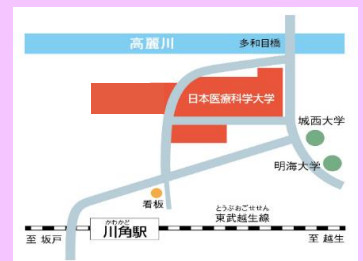 高麗川
多和目橋
日本医療科学大学
城西大学
明海大学
看板
とうぶおごせせん
東武越生線
かわかど
川角駅
至 坂戸
至 越生